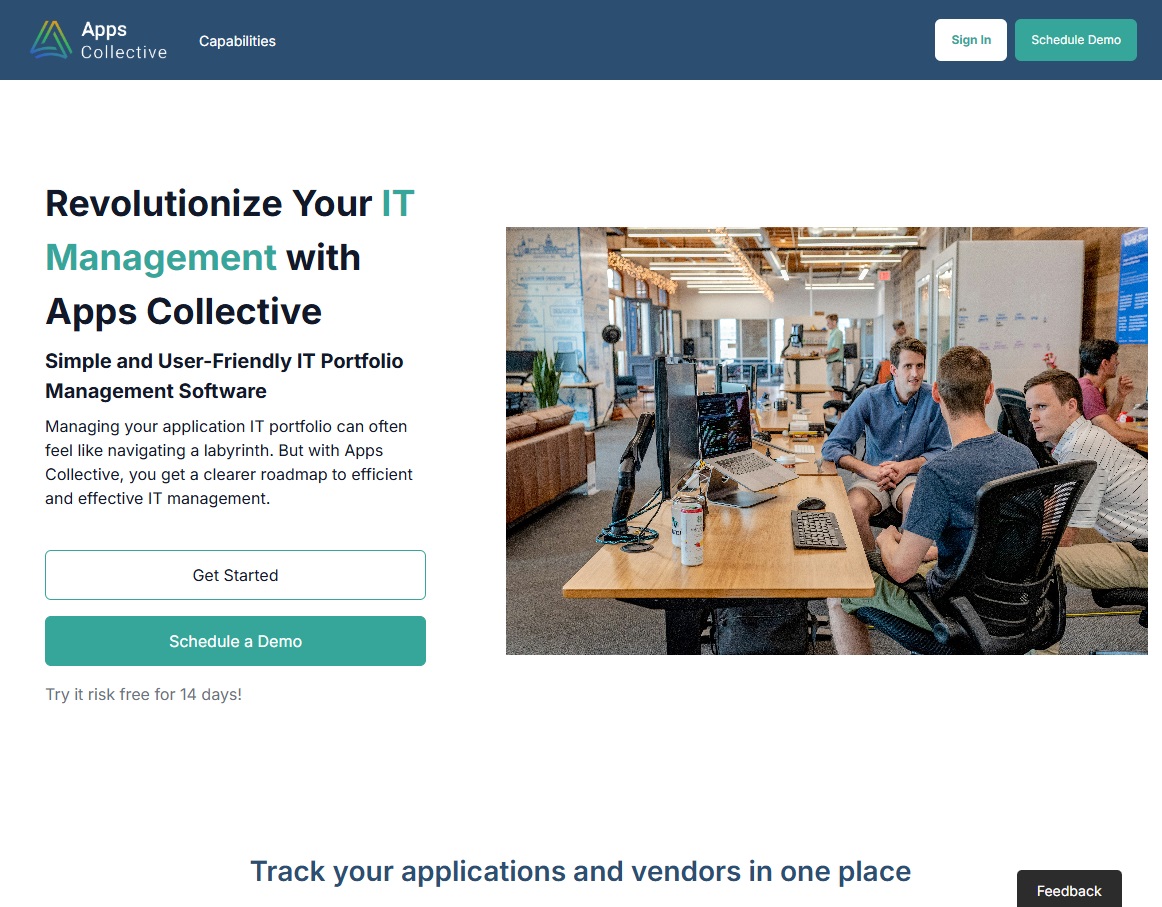 Apps
Collective
Capabilities
Sign In
Schedule Demo
Revolutionize Your IT
Management with
Apps Collective
Simple and User-Friendly IT Portfolio
Management Software
Managing your application IT portfolio can often
feel like navigating a labyrinth. But with Apps
Collective, you get a clearer roadmap to efficient
and effective IT management.
Get Started
Schedule a Demo
Try it risk free for 14 days!
Track your applications and vendors in one place
Feedback